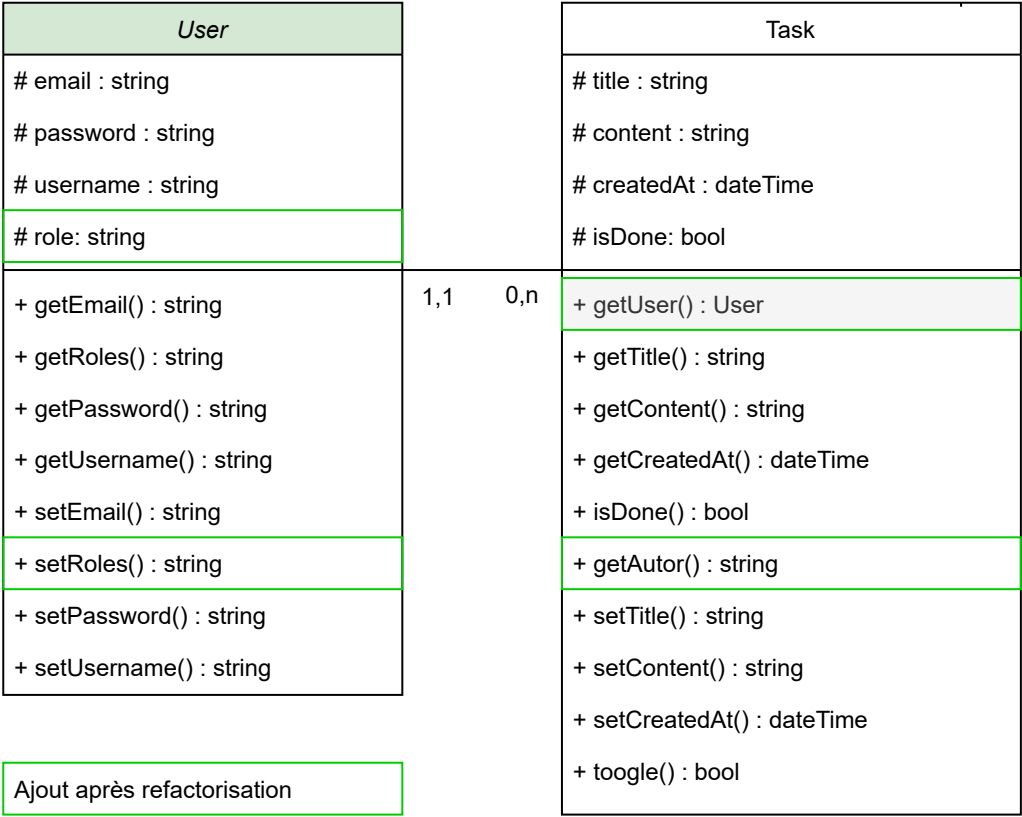 User
# email : string
# password : string
# username : string
# role: string
+ getEmail() : string
+ getRoles() : string
+ getPassword() : string
+ getUsername() : string
+ setEmail() : string
+ setRoles() : string
+ setPassword() : string
+ setUsername() : string
1,1
0,n
Task
# title : string
# content : string
# createdAt : dateTime
# isDone: bool
+ getUser() : User
+ getTitle() : string
+ getContent() : string
+ getCreatedAt() : dateTime
+ isDone() : bool
+ getAutor() : string
+ setTitle() : string
+ setContent() : string
+ setCreatedAt() : dateTime
+ toogle() : bool
Ajout après refactorisation